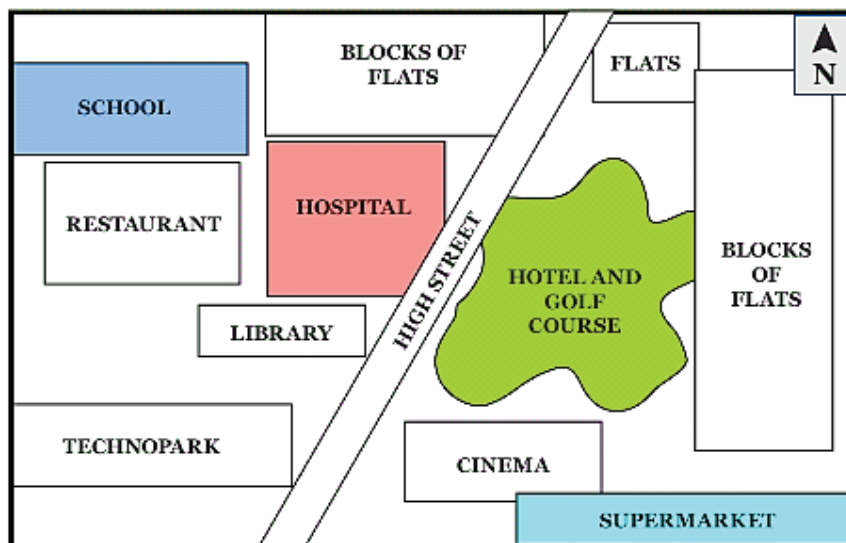 BLOCKS OF
FLATS
FLATS
N
SCHOOL
RESTAURANT
HOSPITAL
HIGH STREET
HOTEL AND
GOLF
COURSE
BLOCKS
OF
FLATS
LIBRARY
TECHNOPARK
CINEMA
SUPERMARKET